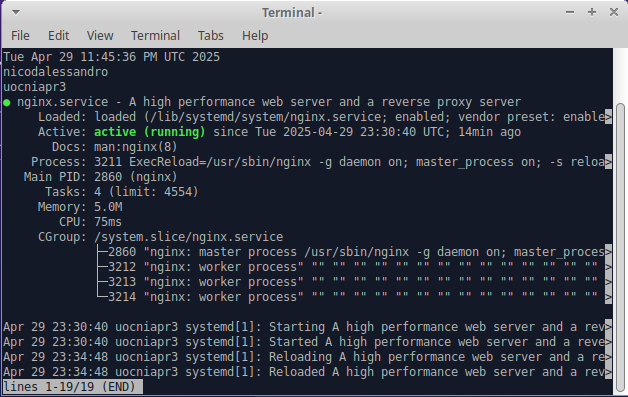 Terminal -
File Edit View Terminal Tabs Help
Tue Apr 29 11:45:36 PM UTC 2025
nicodalessandro
uocniapr3
● nginx.service - A high performance web server and a reverse proxy server
     Loaded: loaded (/lib/systemd/system/nginx.service; enabled; vendor preset: enable>
     Active: active (running) since Tue 2025-04-29 23:30:40 UTC; 14min ago
       Docs: man:nginx(8)
    Process: 3211 ExecReload=/usr/sbin/nginx -g daemon on; master_process on; -s reloa>
   Main PID: 2860 (nginx)
      Tasks: 4 (limit: 4554)
     Memory: 5.0M
        CPU: 75ms
     CGroup: /system.slice/nginx.service
             ├─2860 "nginx: master process /usr/sbin/nginx -g daemon on; master_proces>
             ├─3212 "nginx: worker process" "" "" "" "" "" "" "" "" "" "" "" "" "" "" >
             ├─3213 "nginx: worker process" "" "" "" "" "" "" "" "" "" "" "" "" "" "" >
             └─3214 "nginx: worker process" "" "" "" "" "" "" "" "" "" "" "" "" "" "" >
Apr 29 23:30:40 uocniapr3 systemd[1]: Starting A high performance web server and a rev>
Apr 29 23:30:40 uocniapr3 systemd[1]: Started A high performance web server and a reve>
Apr 29 23:34:48 uocniapr3 systemd[1]: Reloading A high performance web server and a re>
Apr 29 23:34:48 uocniapr3 systemd[1]: Reloaded A high performance web server and a rev>
lines 1-19/19 (END)